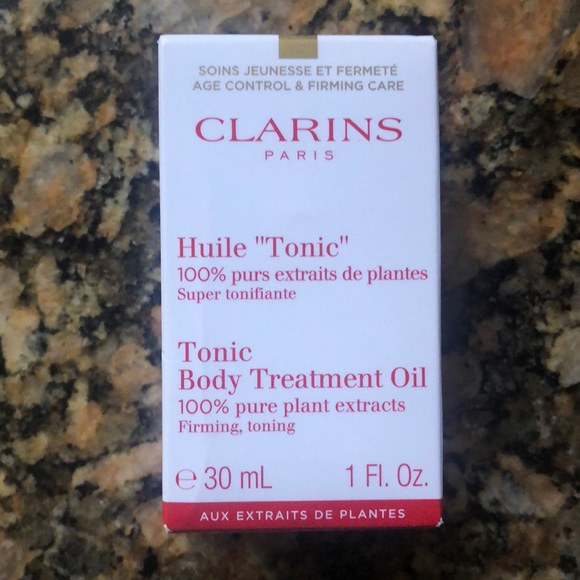 SOINS JEUNESSE ET FERMETÉ
AGE CONTROL & FIRMING CARE
CLARINS
PARIS
Huile "Tonic"
100% purs extraits de plantes
Super tonifiante
Tonic
Body Treatment Oil
100% pure plant extracts
Firming, toning
℮ 30 mL 1 Fl. Oz.
AUX EXTRAITS DE PLANTES